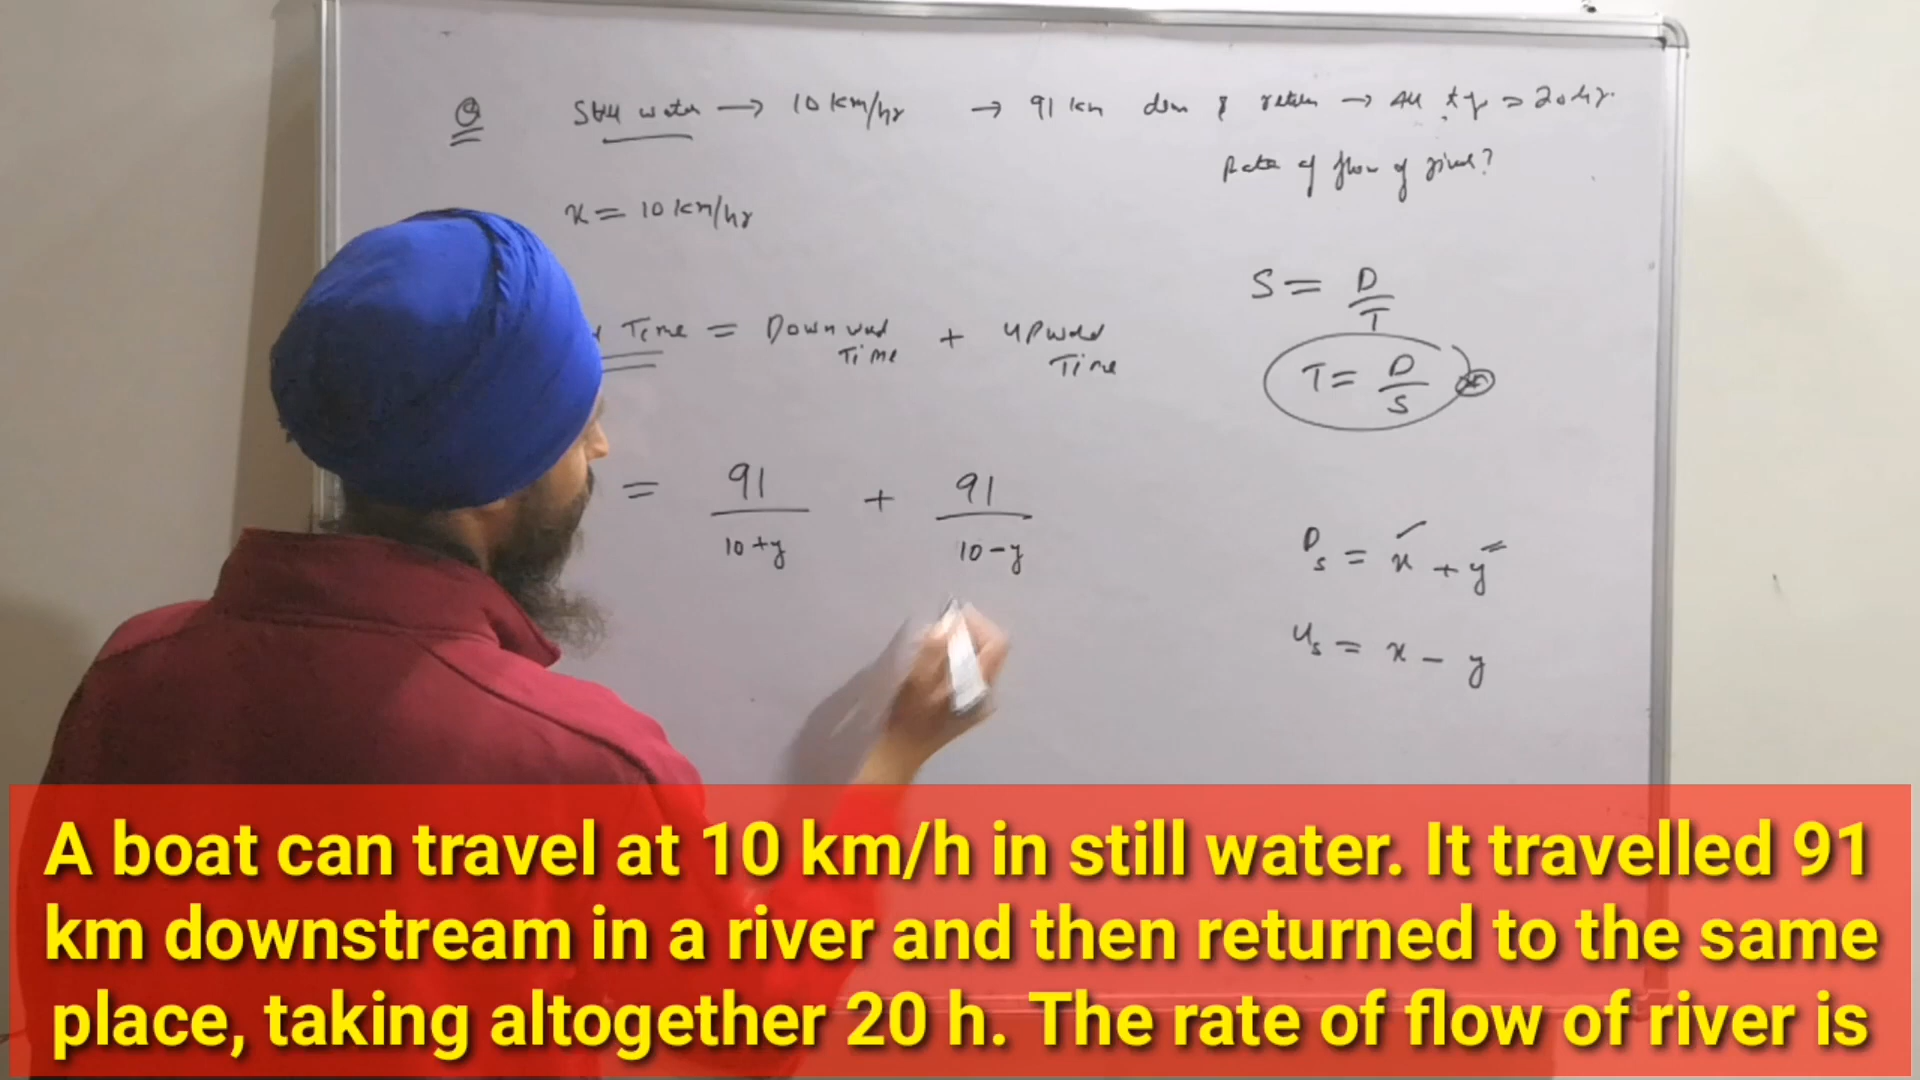 Q Still water → 10 km/hr → 91 km down & return → All tog = 20 hr.
Rate of flow of river?
x = 10 km/hr
S = D/T
Time = Downward Time + Upward Time
T = D/S
= 91/10+y + 91/10-y
Ds = x + y
Us = x - y
A boat can travel at 10 km/h in still water. It travelled 91
km downstream in a river and then returned to the same
place, taking altogether 20 h. The rate of flow of river is